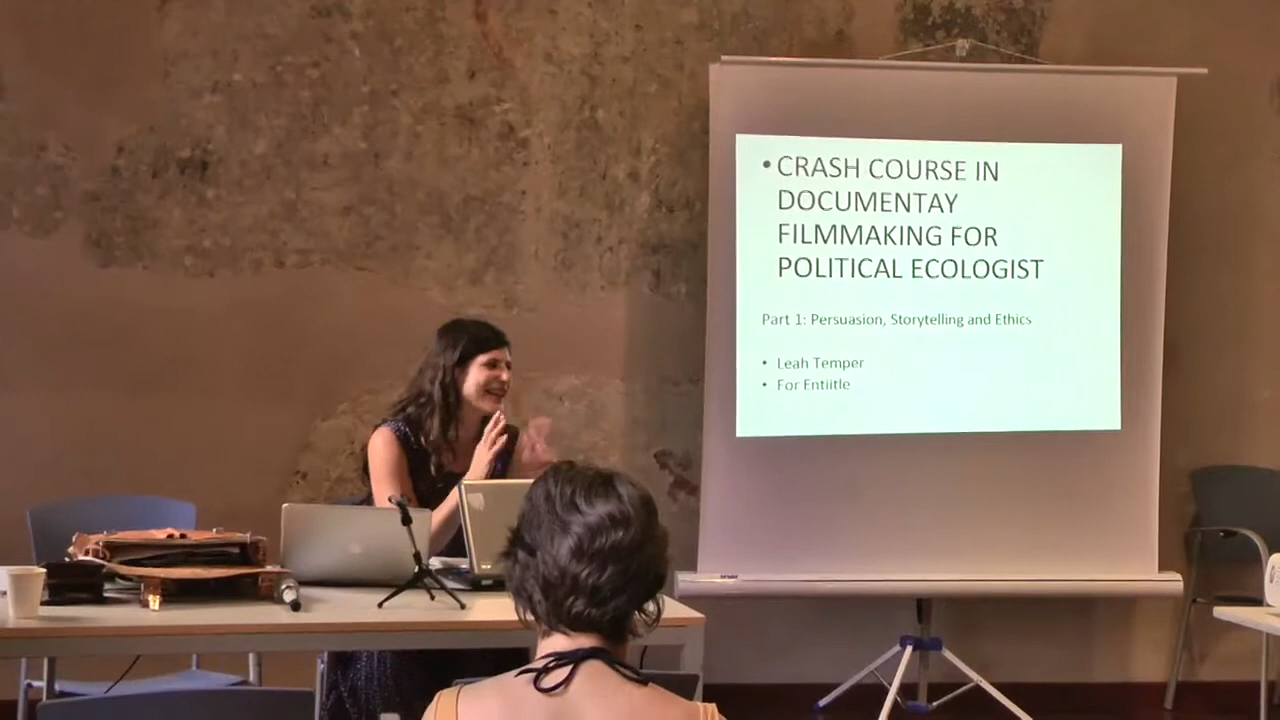 • CRASH COURSE IN
DOCUMENTAY
FILMMAKING FOR
POLITICAL ECOLOGIST
Part 1: Persuasion, Storytelling and Ethics
• Leah Temper
• For Entiitle